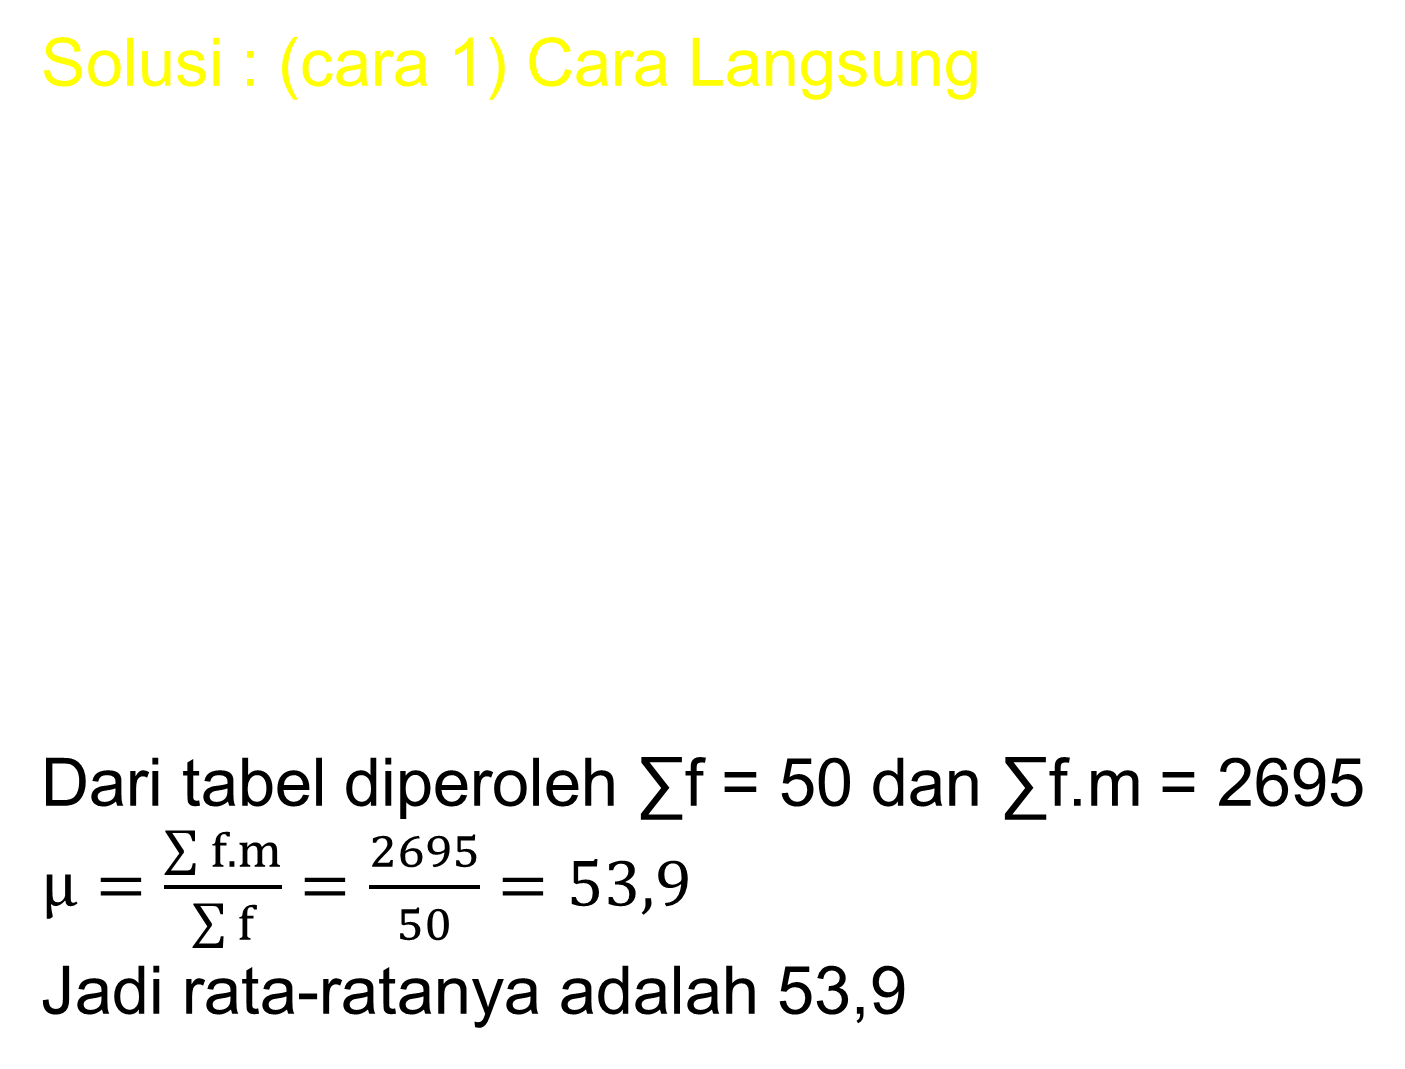 Solusi : (cara 1) Cara Langsung
Dari tabel diperoleh ∑f = 50 dan ∑f.m = 2695
μ = ∑ f.m / ∑ f = 2695 / 50 = 53,9
Jadi rata-ratanya adalah 53,9